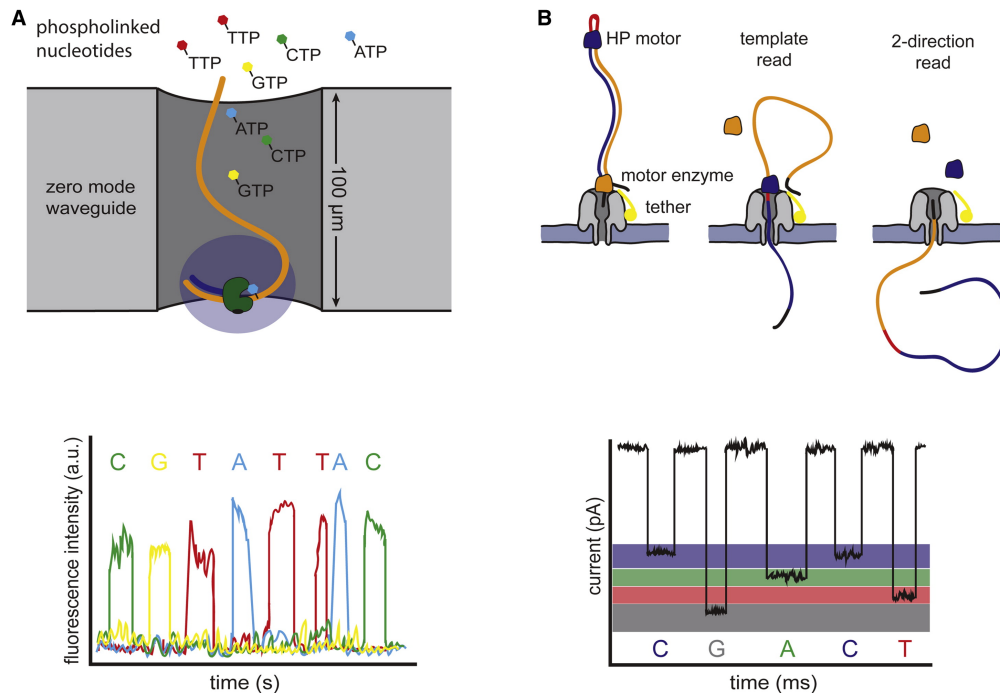 A
phospholinked
nucleotides
TTP
TTP
CTP
ATP
GTP
ATP
CTP
GTP
zero mode
waveguide
100 µm
B
HP motor
template
read
2-direction
read
motor enzyme
tether
fluorescence intensity (a.u.)
C G T A T T A C
time (s)
current (pA)
C G A C T
time (ms)